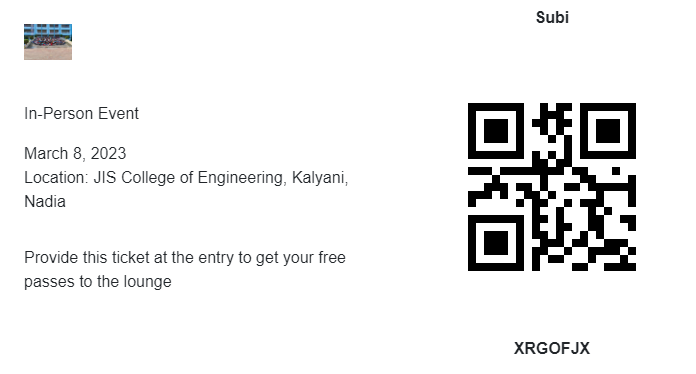 Subi
In-Person Event
March 8, 2023
Location: JIS College of Engineering, Kalyani,
Nadia
Provide this ticket at the entry to get your free
passes to the lounge
XRGOFJX